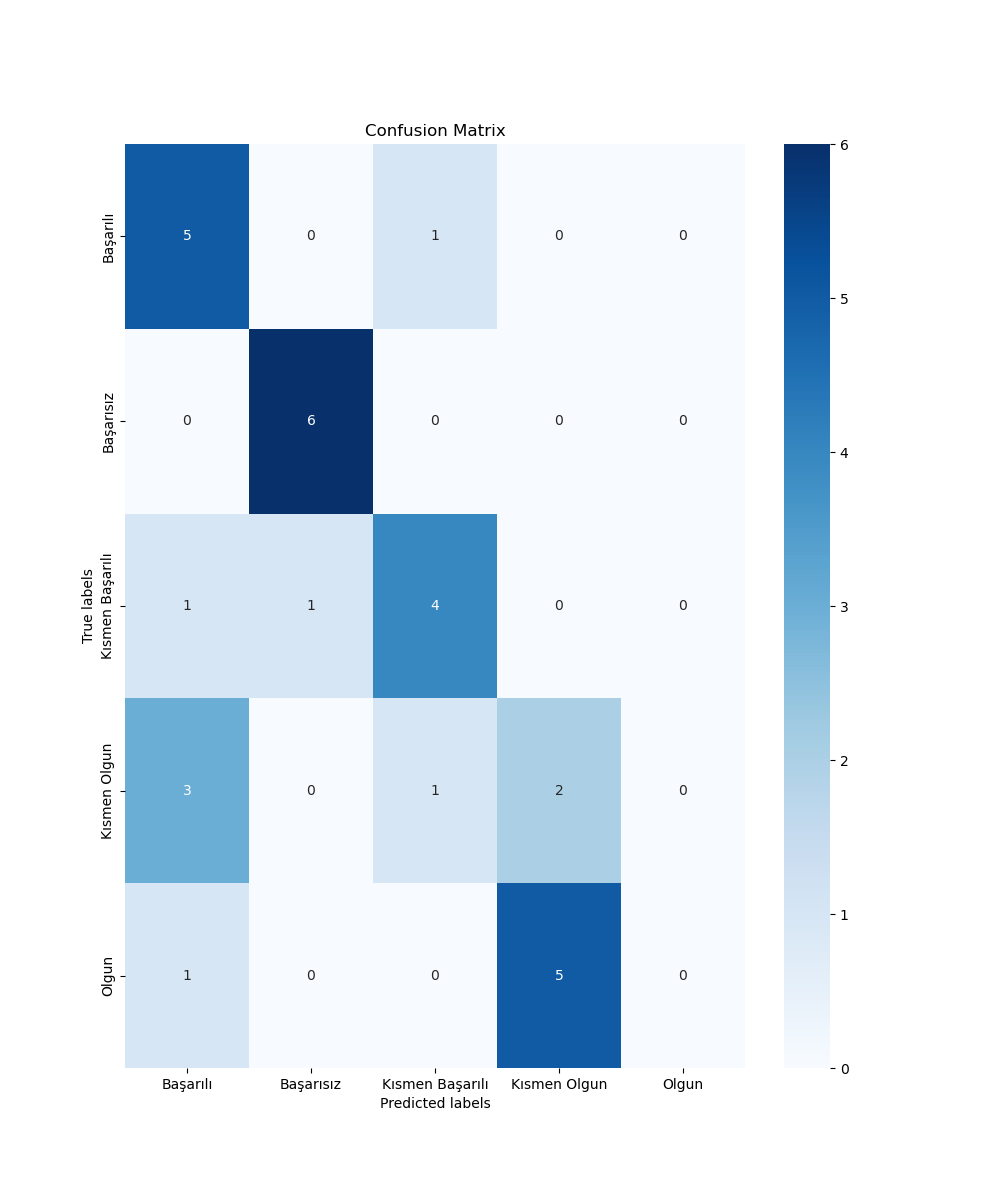 Confusion Matrix
True labels
Başarılı
5 0 1 0 0
Başarısız
0 6 0 0 0
Kısmen Başarılı
1 1 4 0 0
Kısmen Olgun
3 0 1 2 0
Olgun
1 0 0 5 0
Başarılı Başarısız Kısmen Başarılı Kısmen Olgun Olgun
Predicted labels
6
5
4
3
2
1
0